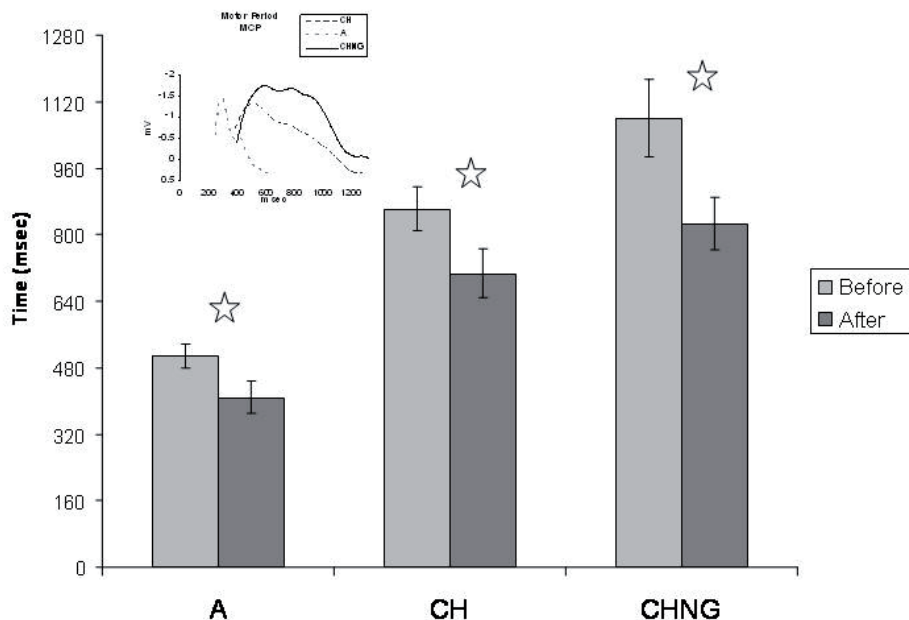 Motor Period
MCP
CH
A
CHNG
-2
-1.5
-1
-0.5
0
0.5
mV
0 200 400 600 800 1000 1200
msec
1280
1120
960
800
640
480
320
160
0
Time (msec)
Before
After
A CH CHNG